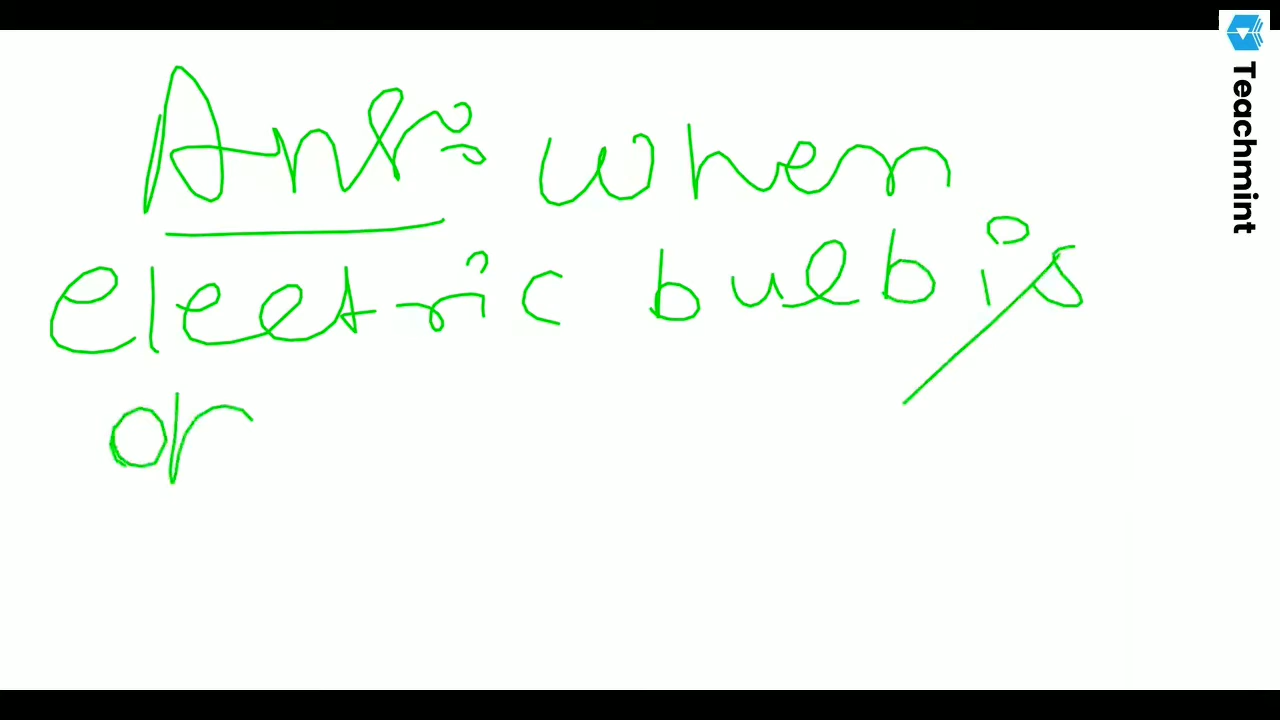 Ans:- when
electric bulb is
or
Teachmint